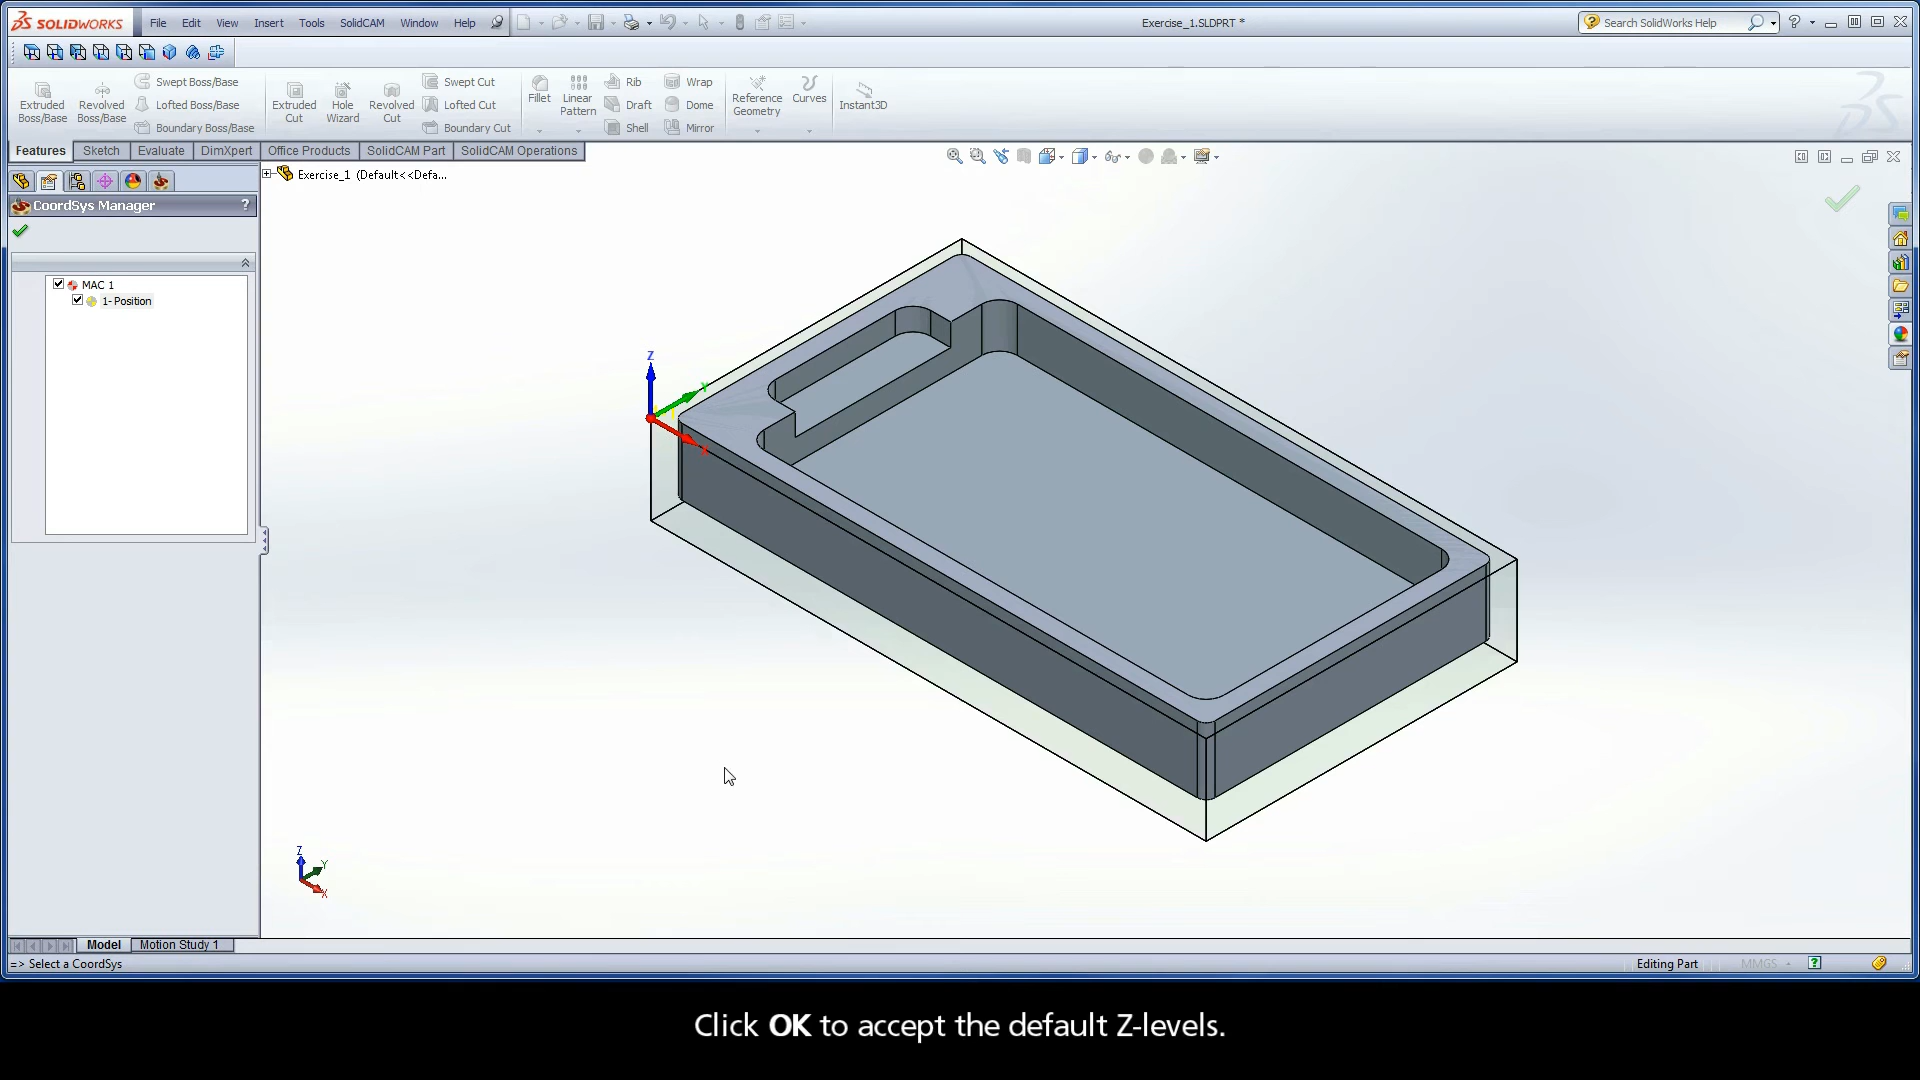 SOLIDWORKS
File Edit View Insert Tools SolidCAM Window Help
Exercise_1.SLDPRT *
Search SolidWorks Help
Extruded Boss/Base
Revolved Boss/Base
Swept Boss/Base
Lofted Boss/Base
Boundary Boss/Base
Extruded Cut
Hole Wizard
Revolved Cut
Swept Cut
Lofted Cut
Boundary Cut
Fillet
Linear Pattern
Rib
Draft
Shell
Wrap
Dome
Mirror
Reference Geometry
Curves
Instant3D
Features Sketch Evaluate DimXpert Office Products SolidCAM Part SolidCAM Operations
Exercise_1 (Default<<Defa...
CoordSys Manager ?
MAC 1
1- Position
Z
Y
X
Z
Y
X
Model Motion Study 1
=> Select a CoordSys
Editing Part
MMGS
Click OK to accept the default Z-levels.